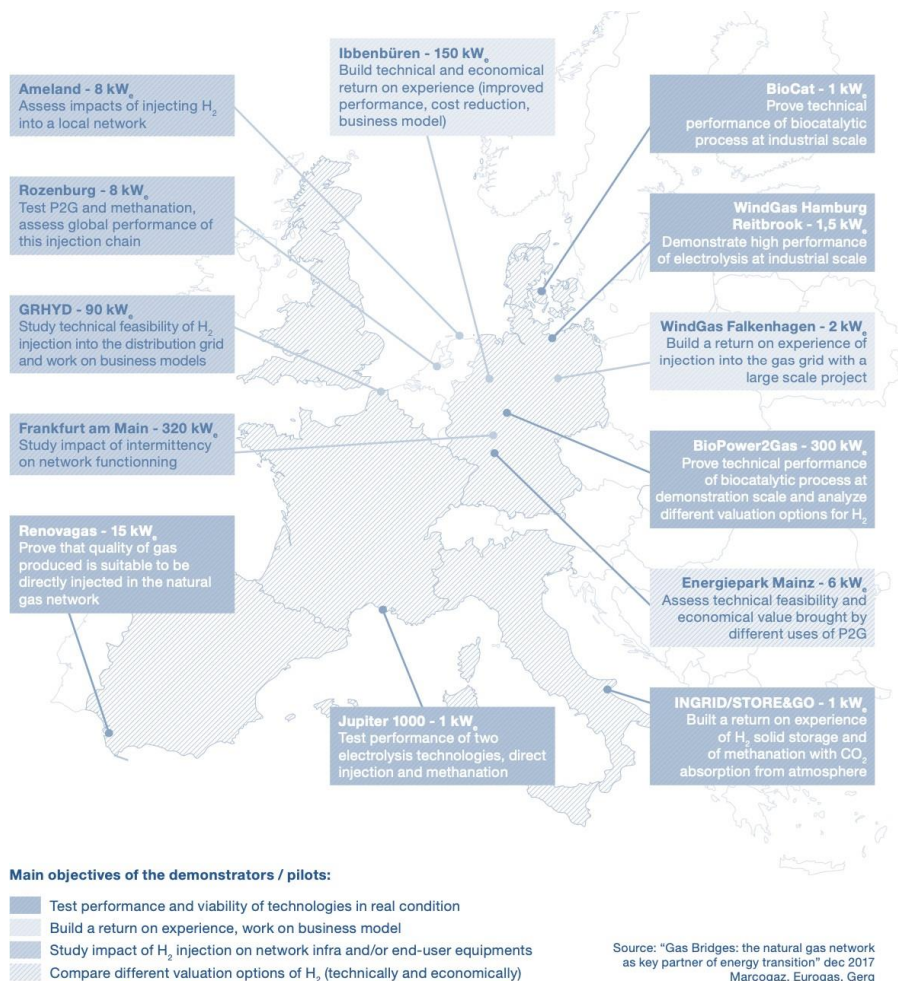 Ibbenbüren - 150 kWe
Build technical and economical
return on experience (improved
performance, cost reduction,
business model)
Ameland - 8 kWe
Assess impacts of injecting H2
into a local network
Rozenburg - 8 kWe
Test P2G and methanation,
assess global performance of
this injection chain
GRHYD - 90 kWe
Study technical feasibility of H2
injection into the distribution grid
and work on business models
Frankfurt am Main - 320 kWe
Study impact of intermittency
on network functionning
Renovagas - 15 kWe
Prove that quality of gas
produced is suitable to be
directly injected in the natural
gas network
BioCat - 1 kWe
Prove technical
performance of biocatalytic
process at industrial scale
WindGas Hamburg
Reitbrook - 1,5 kWe
Demonstrate high performance
of electrolysis at industrial scale
WindGas Falkenhagen - 2 kWe
Build a return on experience of
injection into the gas grid with a
large scale project
BioPower2Gas - 300 kWe
Prove technical performance
of biocatalytic process at
demonstration scale and analyze
different valuation options for H2
Energiepark Mainz - 6 kWe
Assess technical feasibility and
economical value brought by
different uses of P2G
INGRID/STORE&GO - 1 kWe
Built a return on experience
of H2 solid storage and
of methanation with CO2
absorption from atmosphere
Jupiter 1000 - 1 kWe
Test performance of two
electrolysis technologies, direct
injection and methanation
Main objectives of the demonstrators / pilots:
Test performance and viability of technologies in real condition
Build a return on experience, work on business model
Study impact of H2 injection on network infra and/or end-user equipments
Compare different valuation options of H2 (technically and economically)
Source: “Gas Bridges: the natural gas network
as key partner of energy transition” dec 2017
Marcogaz, Eurogas, Gerg